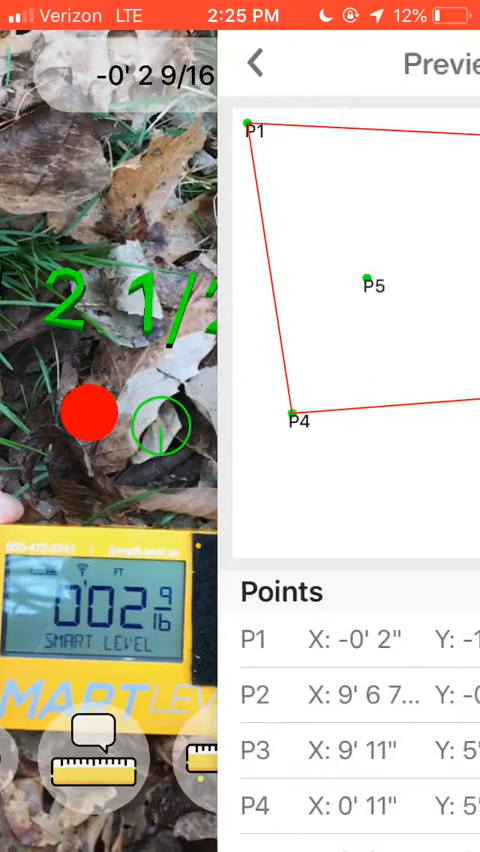 Verizon LTE 2:25 PM 12%
-0' 2 9/16
Previe
P1
P5
2 1/2
P4
FT
002 9/16
SMART LEVEL
MARTLEV
Points
P1 X: -0' 2" Y: -1
P2 X: 9' 6 7... Y: -0
P3 X: 9' 11" Y: 5'
P4 X: 0' 11" Y: 5'